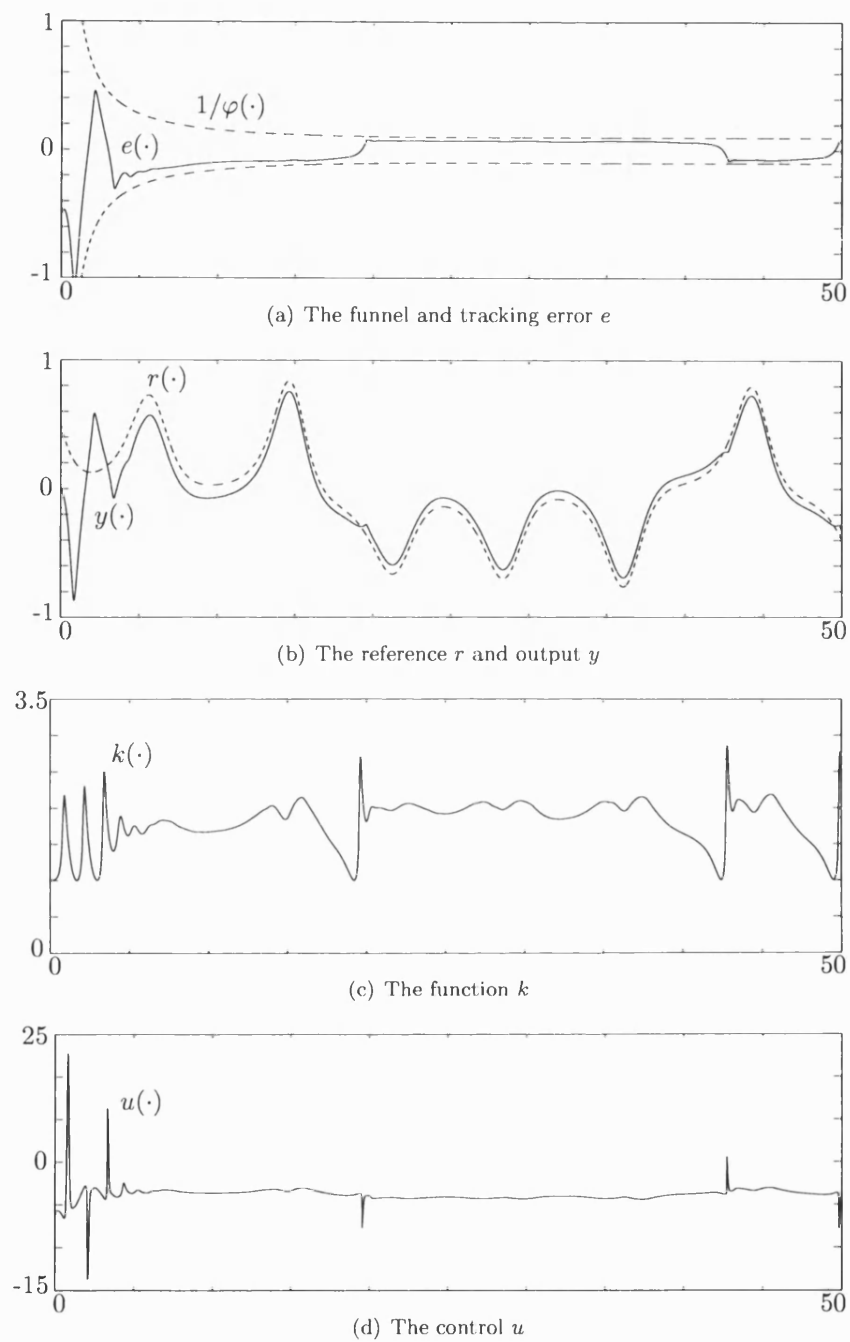 1
1/φ(·)
e(·)
0
-1
0
50
(a) The funnel and tracking error e
1
r(·)
0
y(·)
-1
0
50
(b) The reference r and output y
3.5
k(·)
0
0
50
(c) The function k
25
u(·)
0
-15
0
50
(d) The control u